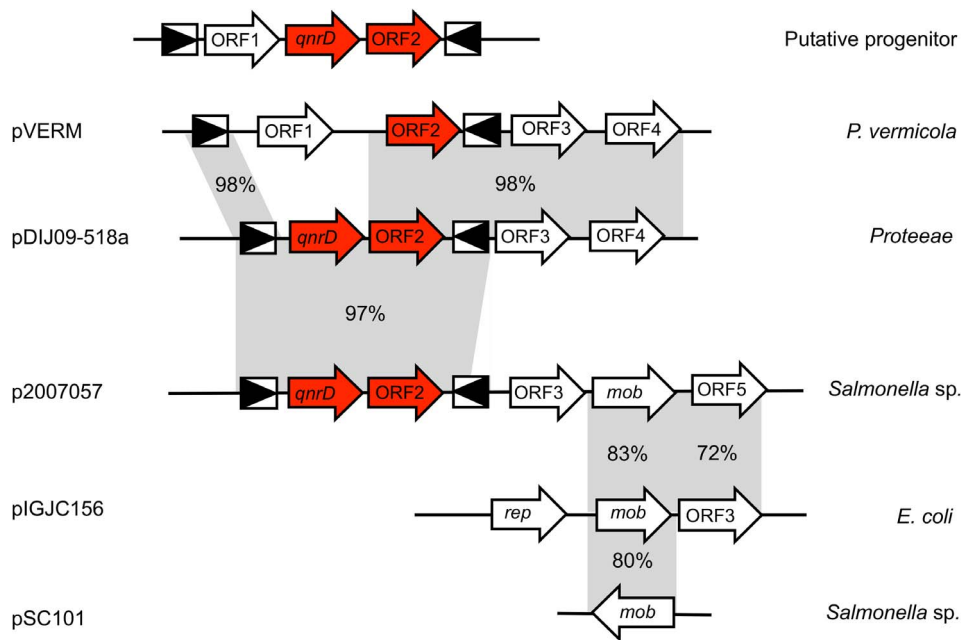 ORF1 qnrD ORF2 Putative progenitor
pVERM ORF1 ORF2 ORF3 ORF4 P. vermicola
98% 98%
pDIJ09-518a qnrD ORF2 ORF3 ORF4 Proteeae
97%
p2007057 qnrD ORF2 ORF3 mob ORF5 Salmonella sp.
83% 72%
pIGJC156 rep mob ORF3 E. coli
80%
pSC101 mob Salmonella sp.